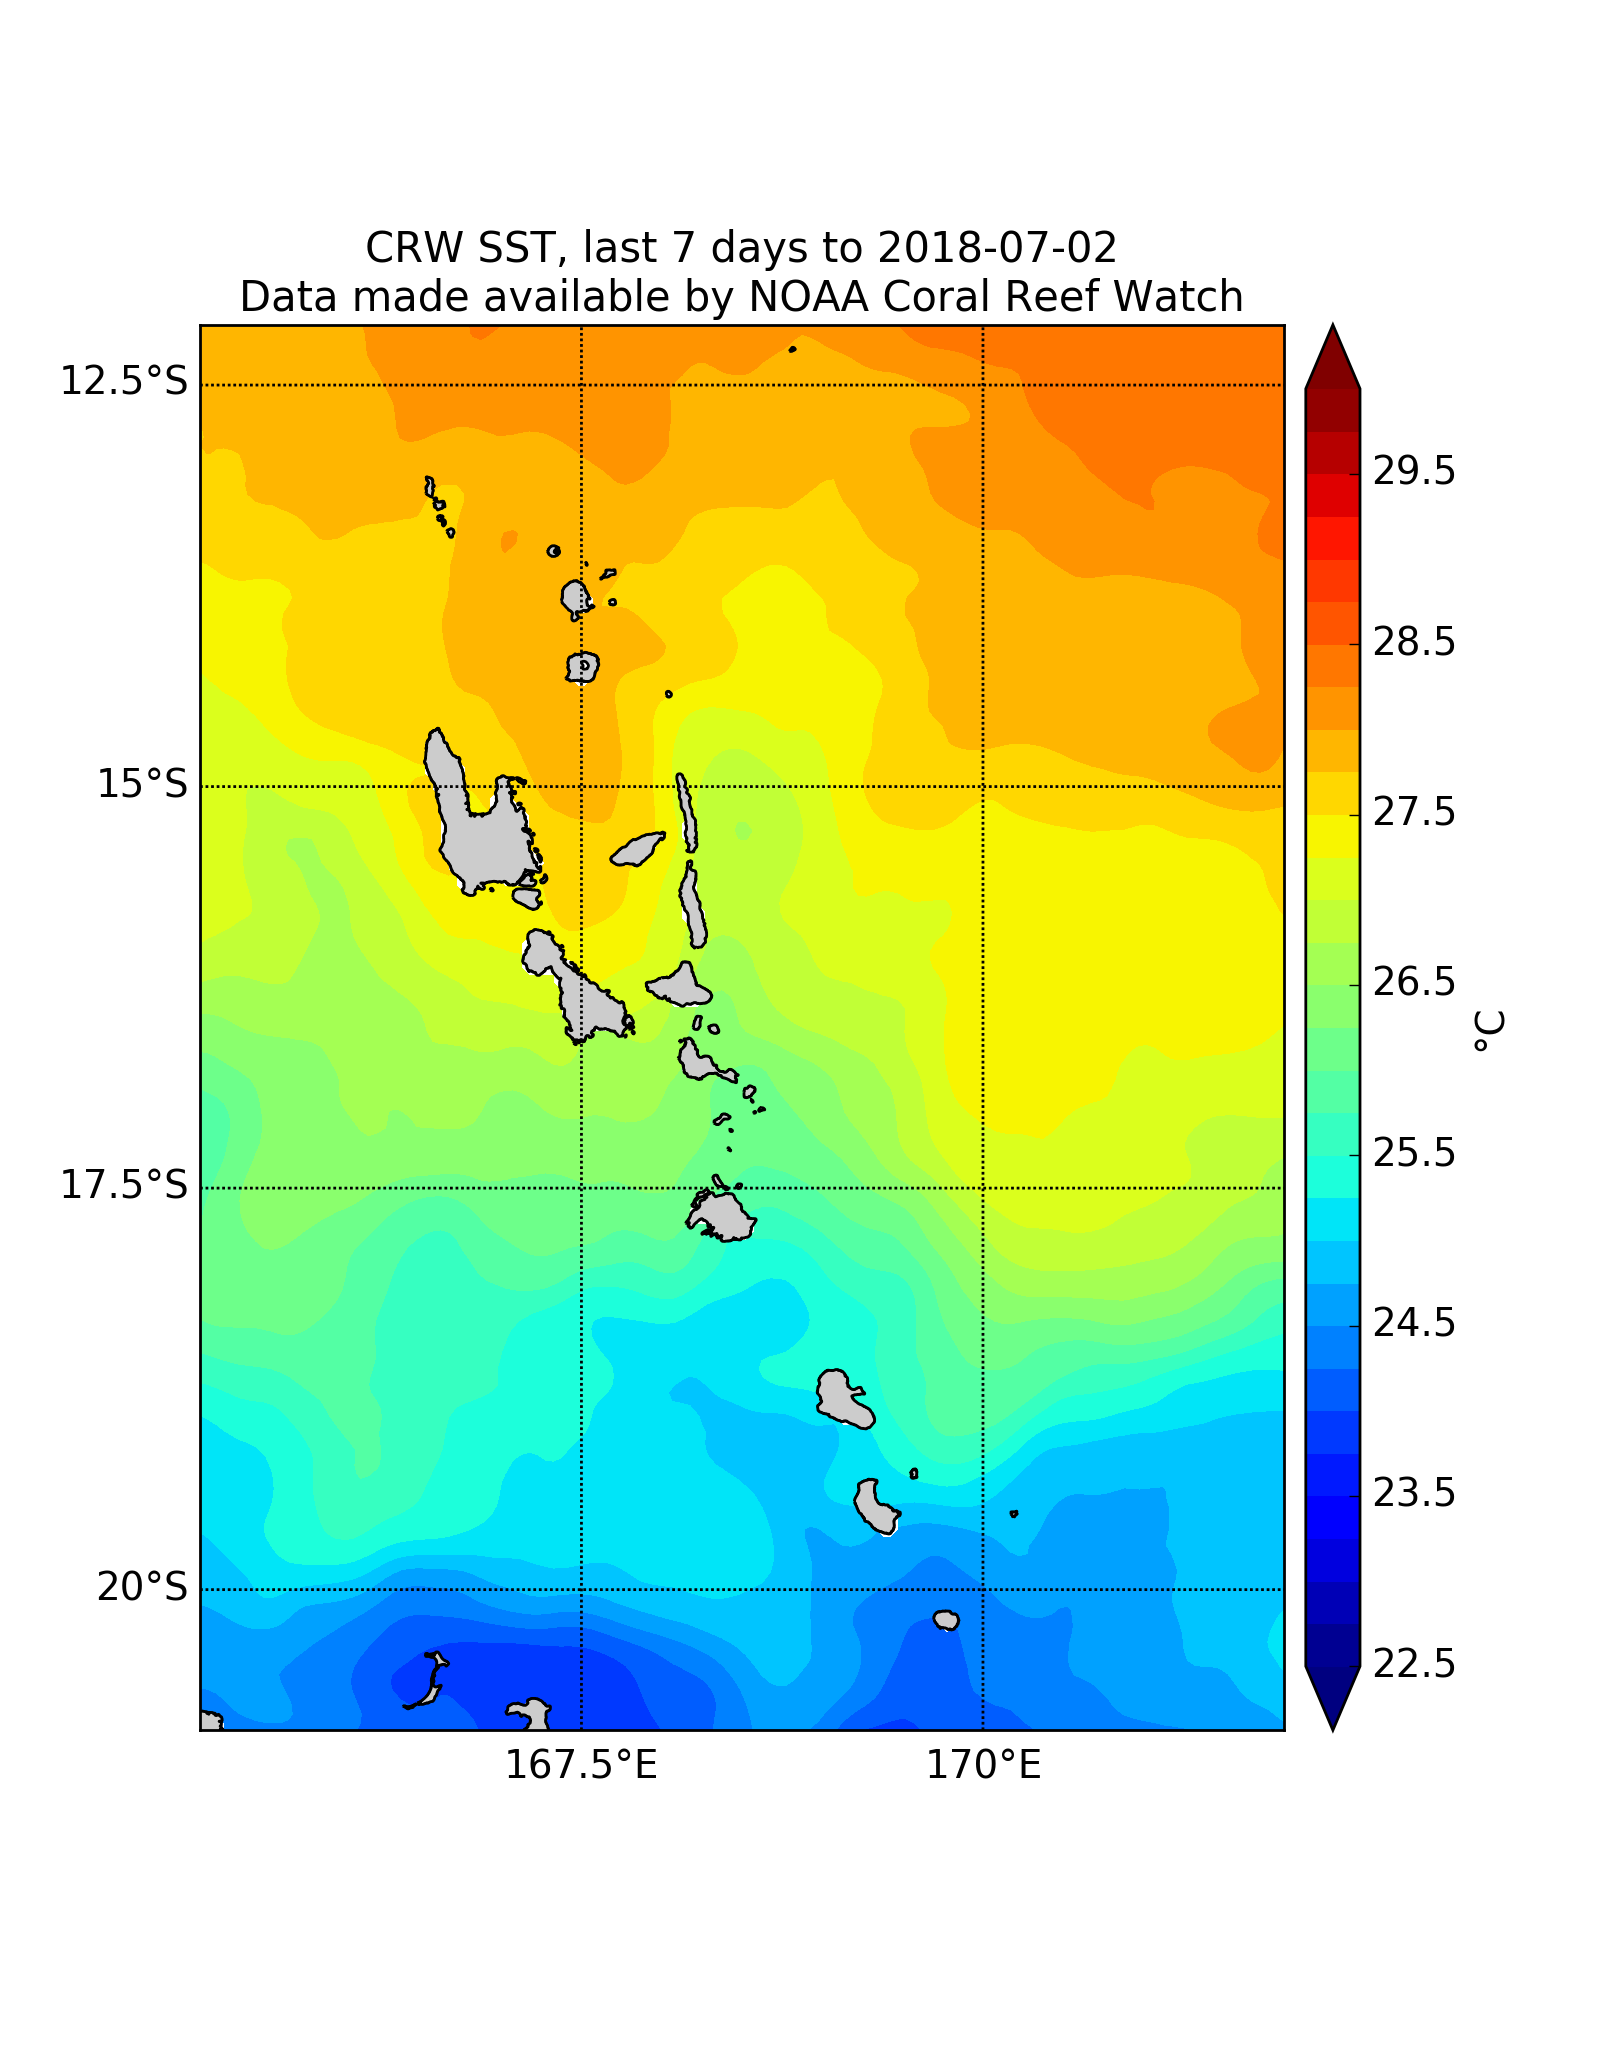 CRW SST, last 7 days to 2018-07-02
Data made available by NOAA Coral Reef Watch
12.5°S
15°S
17.5°S
20°S
167.5°E
170°E
29.5
28.5
27.5
26.5
25.5
24.5
23.5
22.5
°C